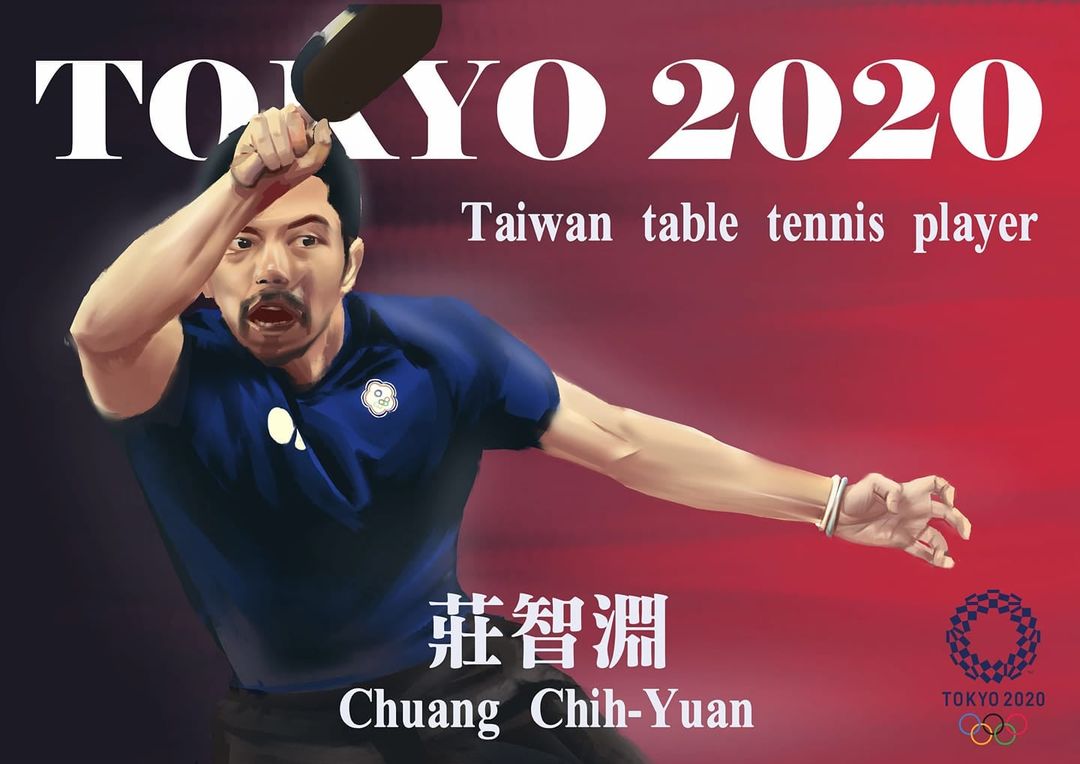 TOKYO 2020
Taiwan table tennis player
莊智淵
Chuang Chih-Yuan
TOKYO 2020